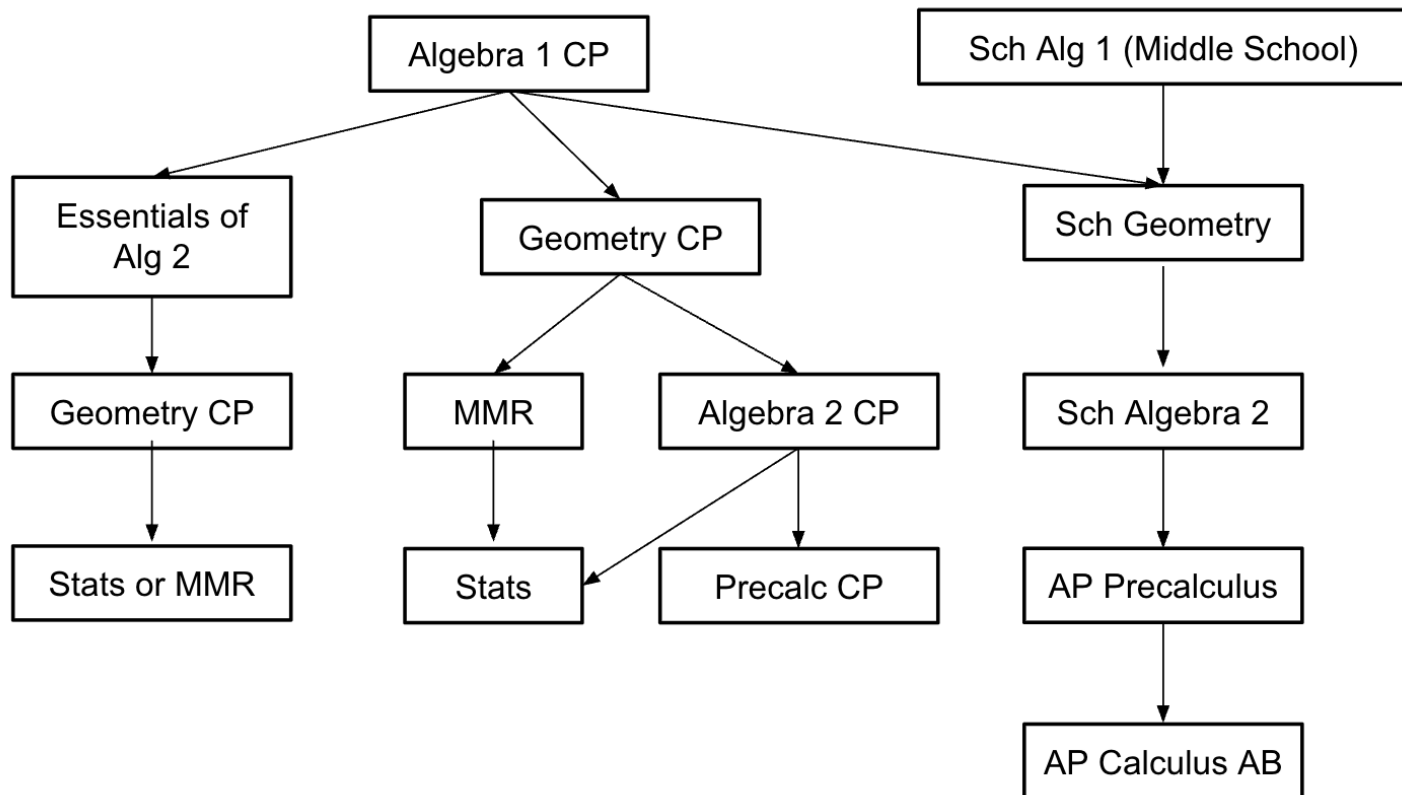 Algebra 1 CP
Sch Alg 1 (Middle School)
Essentials of
Alg 2
Geometry CP
Sch Geometry
Geometry CP
MMR
Algebra 2 CP
Sch Algebra 2
Stats or MMR
Stats
Precalc CP
AP Precalculus
AP Calculus AB